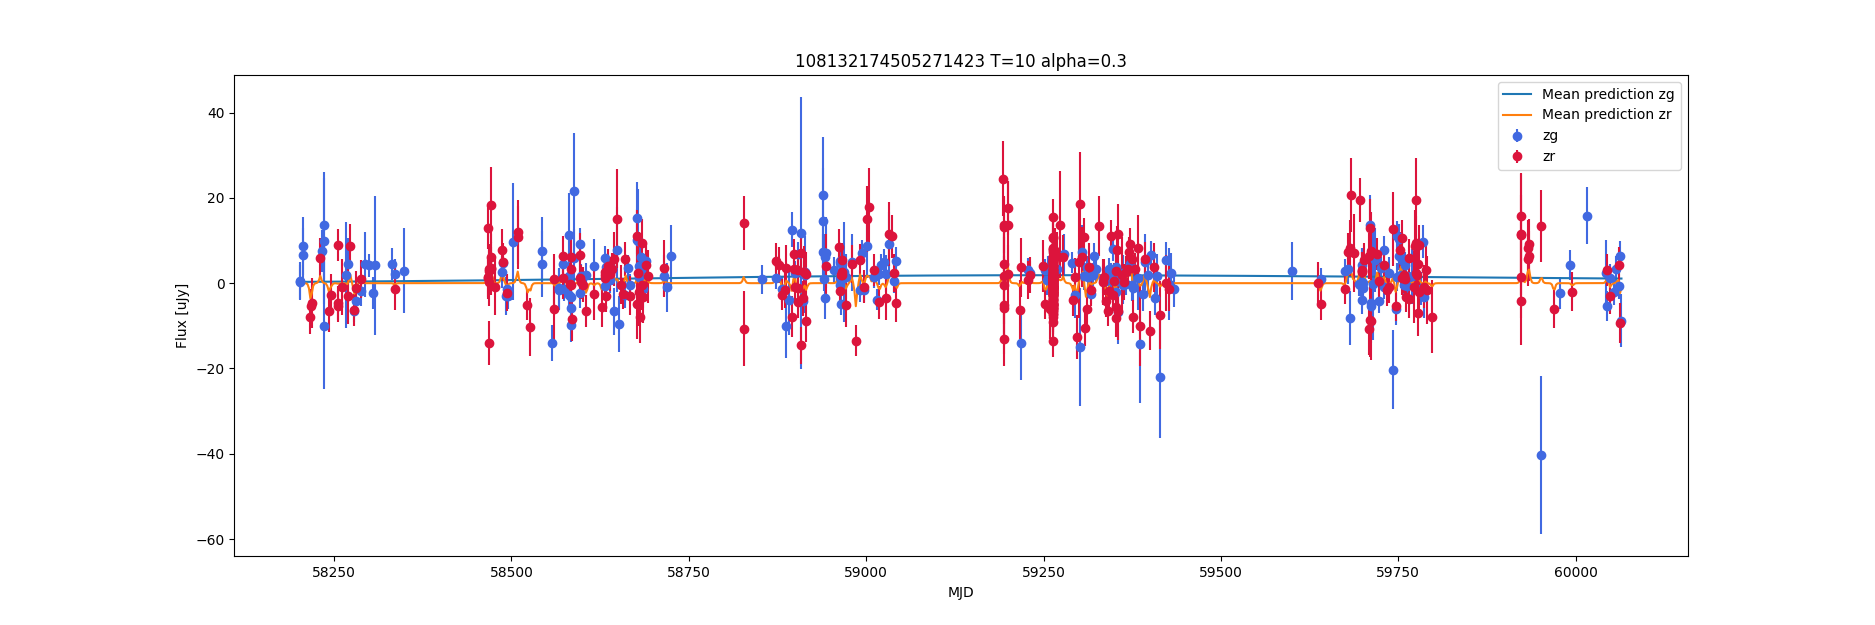 108132174505271423 T=10 alpha=0.3
Mean prediction zg
Mean prediction zr
zg
zr
Flux [uJy]
40
20
0
−20
−40
−60
58250 58500 58750 59000 59250 59500 59750 60000
MJD